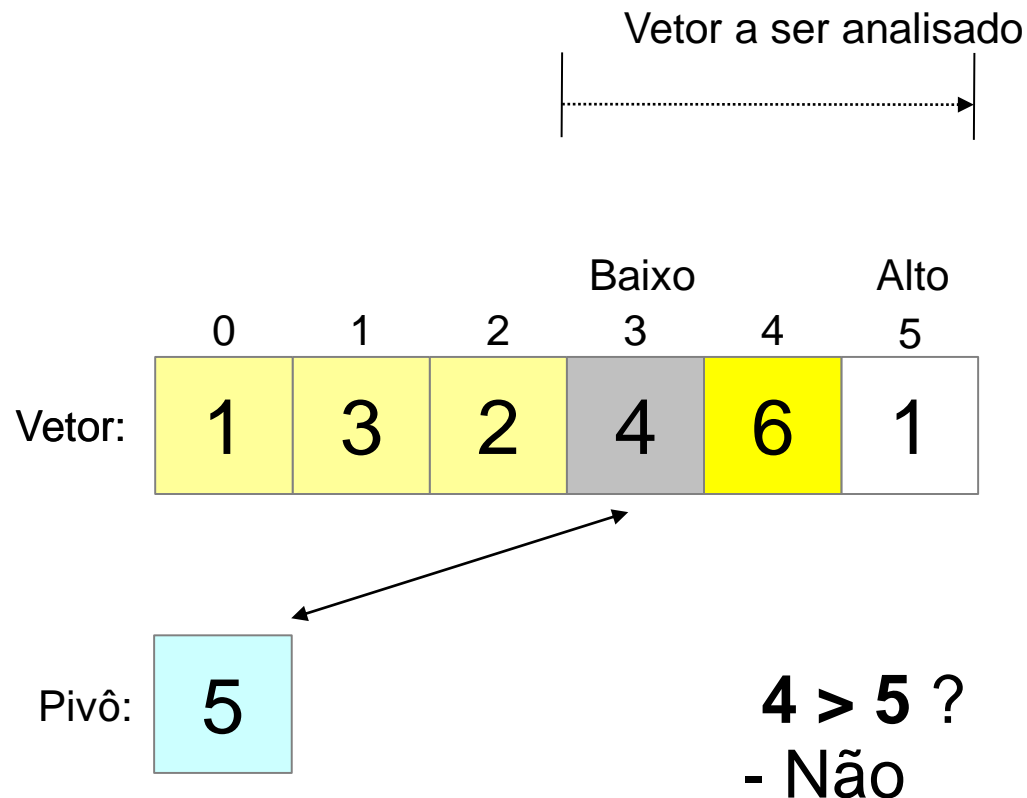 Vetor a ser analisado
Baixo Alto
0 1 2 3 4 5
Vetor: 1 3 2 4 6 1
Pivô: 5
4 > 5 ?
- Não